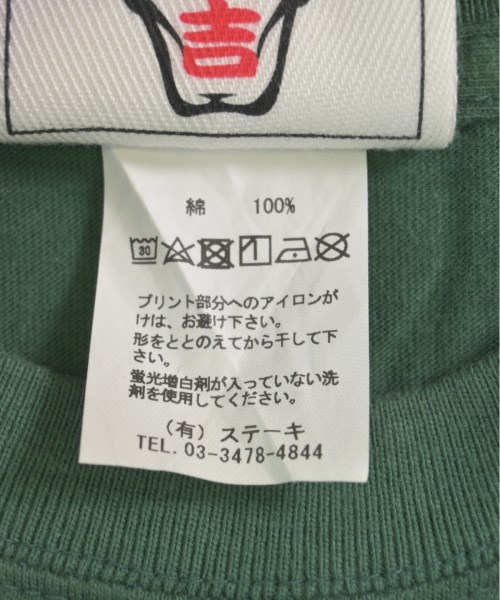 吉
綿 100%
30
プリント部分へのアイロンが
けは、お避け下さい。
形をととのえてから干して下
さい。
蛍光増白剤が入っていない洗
剤を使用してください。
(有) ステーキ
TEL. 03-3478-4844